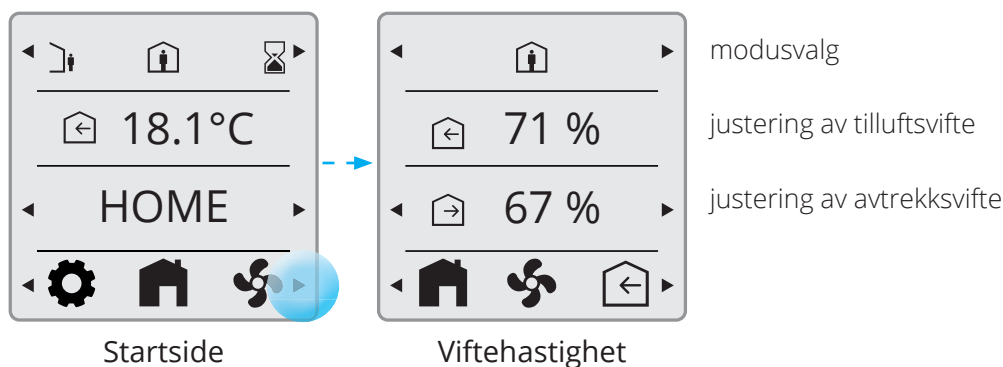 18.1°C
HOME
Startside
71 %
67 %
Viftehastighet
modusvalg
justering av tilluftsvifte
justering av avtrekksvifte